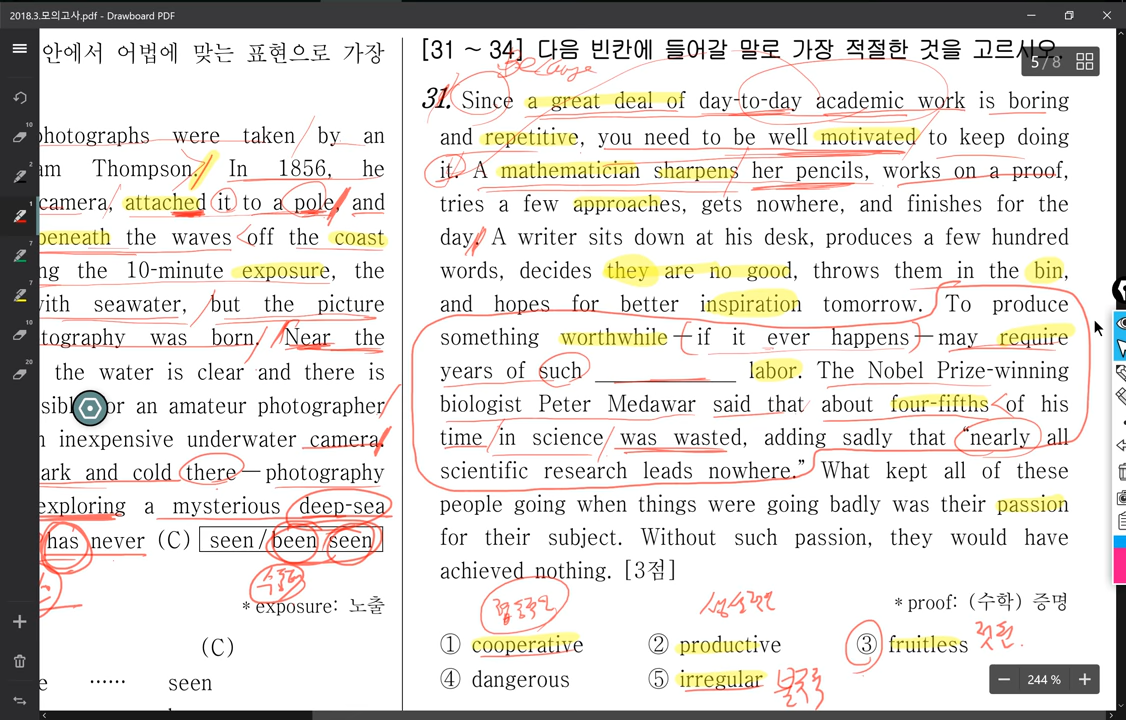 2018.3.모의고사.pdf - Drawboard PDF
5 / 8
안에서 어법에 맞는 표현으로 가장
photographs were taken by an
am Thompson. In 1856, he
camera, attached it to a pole, and
beneath the waves off the coast
ng the 10-minute exposure, the
with seawater, but the picture
tography was born. Near the
the water is clear and there is
sibl or an amateur photographer
n inexpensive underwater camera.
ark and cold there—photography
exploring a mysterious deep-sea
has never (C) seen / been seen
수동
* exposure: 노출
(C)
e ...... seen
[31 ~ 34] 다음 빈칸에 들어갈 말로 가장 적절한 것을 고르시오.
Because
31. Since a great deal of day-to-day academic work is boring
and repetitive, you need to be well motivated to keep doing
it. A mathematician sharpens her pencils, works on a proof,
tries a few approaches, gets nowhere, and finishes for the
day. A writer sits down at his desk, produces a few hundred
words, decides they are no good, throws them in the bin,
and hopes for better inspiration tomorrow. To produce
something worthwhile—if it ever happens—may require
years of such ____________ labor. The Nobel Prize-winning
biologist Peter Medawar said that about four-fifths of his
time in science was wasted, adding sadly that "nearly all
scientific research leads nowhere." What kept all of these
people going when things were going badly was their passion
for their subject. Without such passion, they would have
achieved nothing. [3점]
* proof: (수학) 증명
① cooperative ② productive ③ fruitless
헛된.
④ dangerous ⑤ irregular
244 %
10
2
1
7
7
10
20